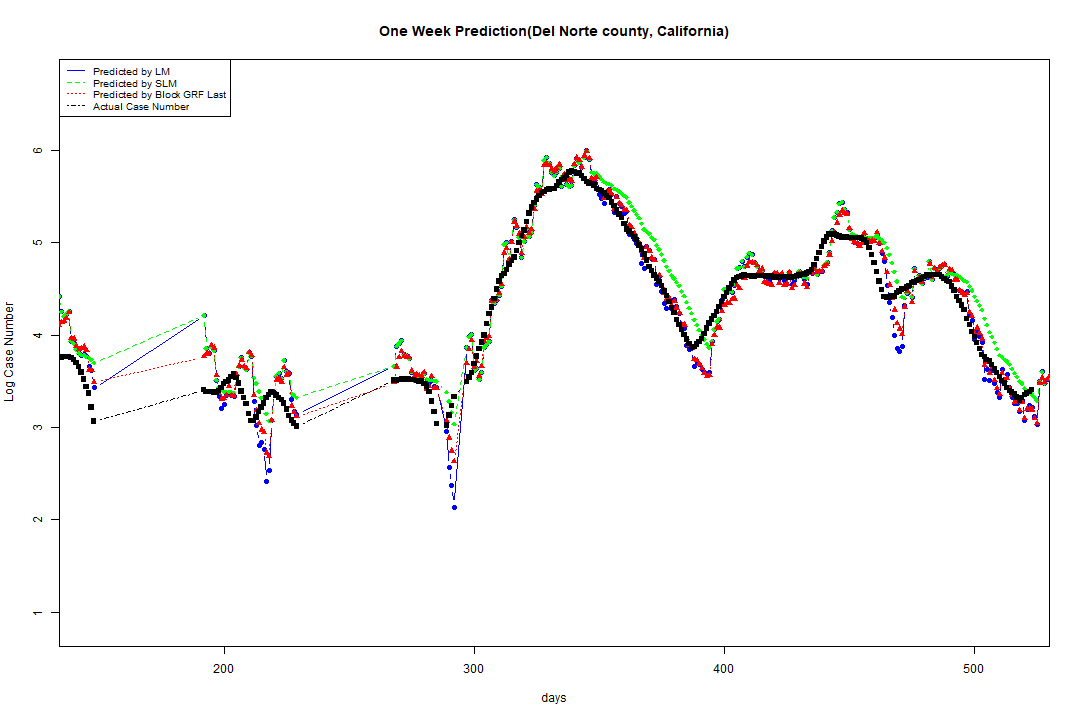 One Week Prediction(Del Norte county, California)
Predicted by LM
Predicted by SLM
Predicted by Block GRF Last
Actual Case Number
Log Case Number
6
5
4
3
2
1
200 300 400 500
days